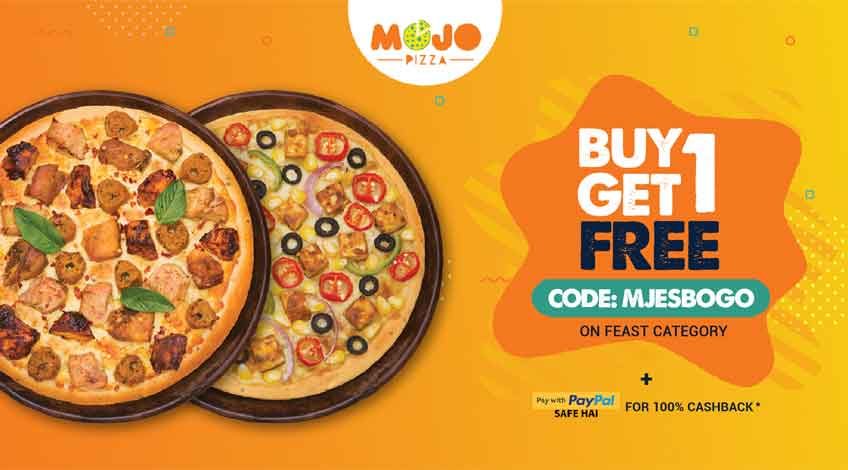 MOJO
PIZZA
BUY 1
GET 1
FREE
CODE: MJESBOGO
ON FEAST CATEGORY
+
Pay with PayPal
SAFE HAI
FOR 100% CASHBACK*